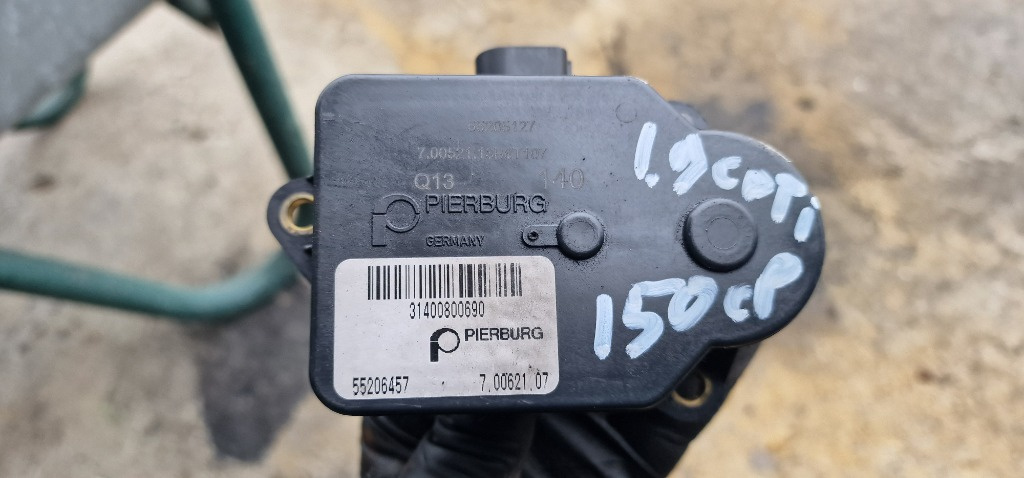 Q13
140
PIERBURG
GERMANY
31400800690
PIERBURG
55206457
7.00621.07
1.9 CDTi
150 CP